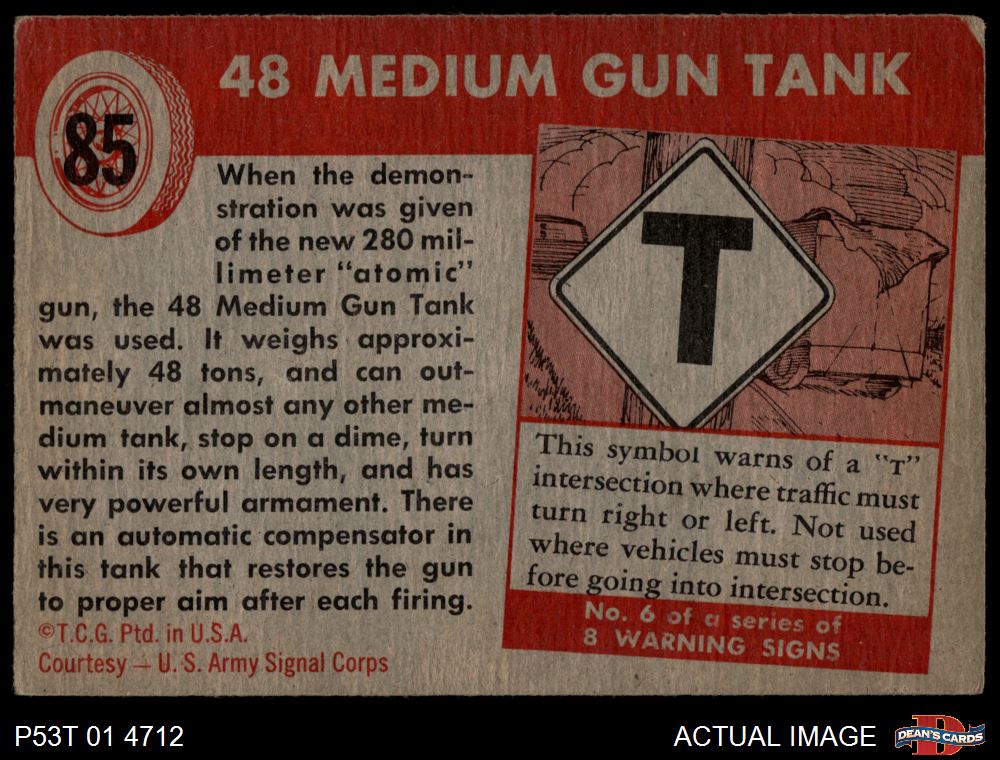 48 MEDIUM GUN TANK
85
When the demon-
stration was given
of the new 280 mil-
limeter "atomic"
gun, the 48 Medium Gun Tank
was used. It weighs approxi-
mately 48 tons, and can out-
maneuver almost any other me-
dium tank, stop on a dime, turn
within its own length, and has
very powerful armament. There
is an automatic compensator in
this tank that restores the gun
to proper aim after each firing.
©T.C.G. Ptd. in U.S.A.
Courtesy – U. S. Army Signal Corps
T
This symbol warns of a "T"
intersection where traffic must
turn right or left. Not used
where vehicles must stop be-
fore going into intersection.
No. 6 of a series of
8 WARNING SIGNS
P53T 01 4712
ACTUAL IMAGE
D
DEAN'S CARDS